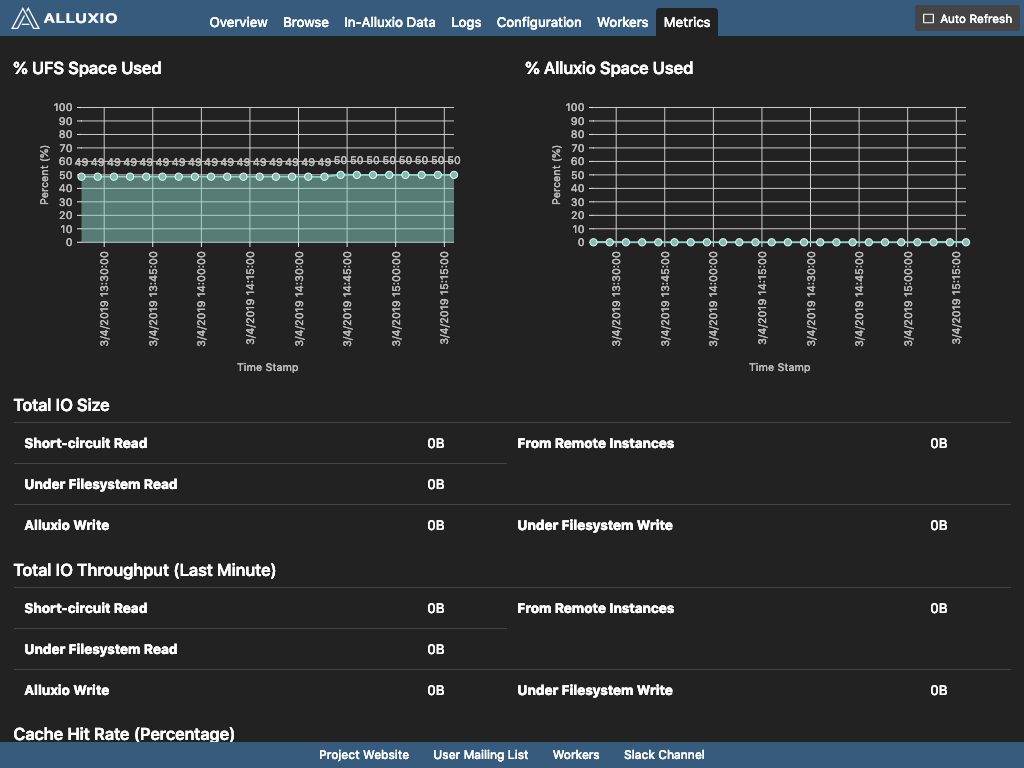 ALLUXIO
Overview Browse In-Alluxio Data Logs Configuration Workers Metrics
Auto Refresh
% UFS Space Used
100
90
80
70
60
50
40
30
20
10
0
Percent (%)
49 49 49 49 49 49 49 49 49 49 49 49 49 49 49 49 50 50 50 50 50 50 50 50
3/4/2019 13:30:00
3/4/2019 13:45:00
3/4/2019 14:00:00
3/4/2019 14:15:00
3/4/2019 14:30:00
3/4/2019 14:45:00
3/4/2019 15:00:00
3/4/2019 15:15:00
Time Stamp
% Alluxio Space Used
100
90
80
70
60
50
40
30
20
10
0
Percent (%)
3/4/2019 13:30:00
3/4/2019 13:45:00
3/4/2019 14:00:00
3/4/2019 14:15:00
3/4/2019 14:30:00
3/4/2019 14:45:00
3/4/2019 15:00:00
3/4/2019 15:15:00
Time Stamp
Total IO Size
Short-circuit Read 0B From Remote Instances 0B
Under Filesystem Read 0B
Alluxio Write 0B Under Filesystem Write 0B
Total IO Throughput (Last Minute)
Short-circuit Read 0B From Remote Instances 0B
Under Filesystem Read 0B
Alluxio Write 0B Under Filesystem Write 0B
Cache Hit Rate (Percentage)
Project Website User Mailing List Workers Slack Channel